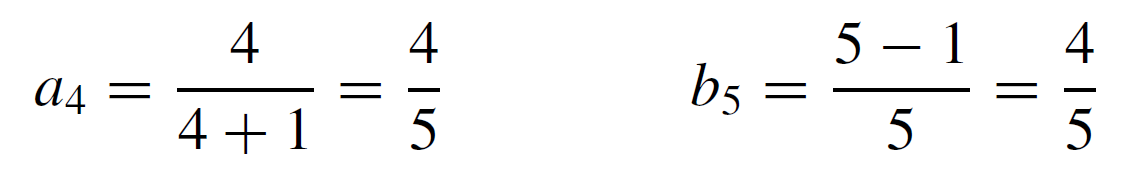 a₄ = 4/(4 + 1) = 4/5    b₅ = (5 − 1)/5 = 4/5